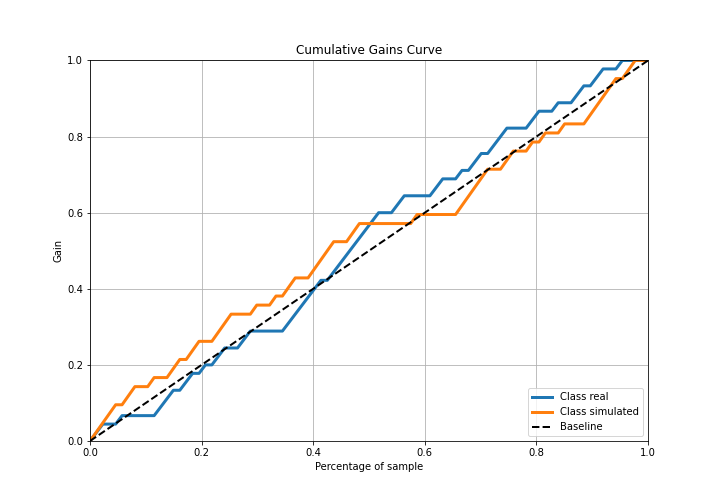 Cumulative Gains Curve
1.0
0.8
0.6
0.4
0.2
0.0
Gain
0.0 0.2 0.4 0.6 0.8 1.0
Percentage of sample
Class real
Class simulated
Baseline